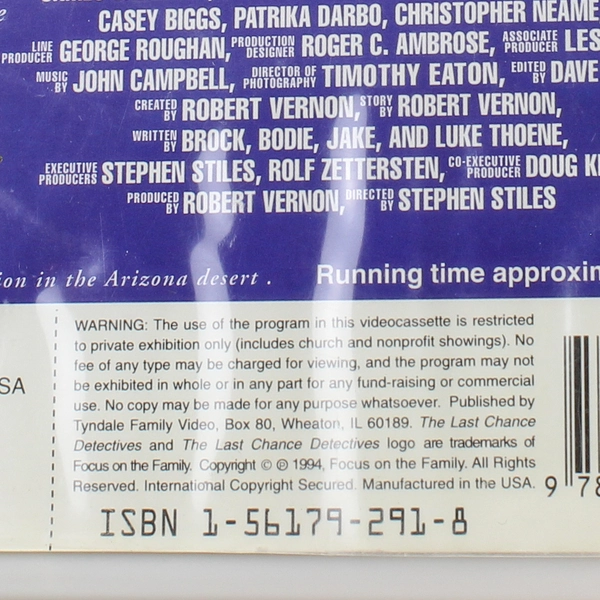 CASEY BIGGS, PATRIKA DARBO, CHRISTOPHER NEAME
LINE PRODUCER GEORGE ROUGHAN, PRODUCTION DESIGNER ROGER C. AMBROSE, ASSOCIATE PRODUCER LES
MUSIC BY JOHN CAMPBELL, DIRECTOR OF PHOTOGRAPHY TIMOTHY EATON, EDITED BY DAVE
CREATED BY ROBERT VERNON, STORY BY ROBERT VERNON,
WRITTEN BY BROCK, BODIE, JAKE, AND LUKE THOENE,
EXECUTIVE PRODUCERS STEPHEN STILES, ROLF ZETTERSTEN, CO-EXECUTIVE PRODUCER DOUG K
PRODUCED BY ROBERT VERNON, DIRECTED BY STEPHEN STILES
ion in the Arizona desert . Running time approxin
WARNING: The use of the program in this videocassette is restricted
to private exhibition only (includes church and nonprofit showings). No
fee of any type may be charged for viewing, and the program may not
be exhibited in whole or in any part for any fund-raising or commercial
SA
use. No copy may be made for any purpose whatsoever. Published by
Tyndale Family Video, Box 80, Wheaton, IL 60189. The Last Chance
Detectives and The Last Chance Detectives logo are trademarks of
Focus on the Family. Copyright © ℗ 1994, Focus on the Family. All Rights
Reserved. International Copyright Secured. Manufactured in the USA.
9 78
ISBN 1-56179-291-8